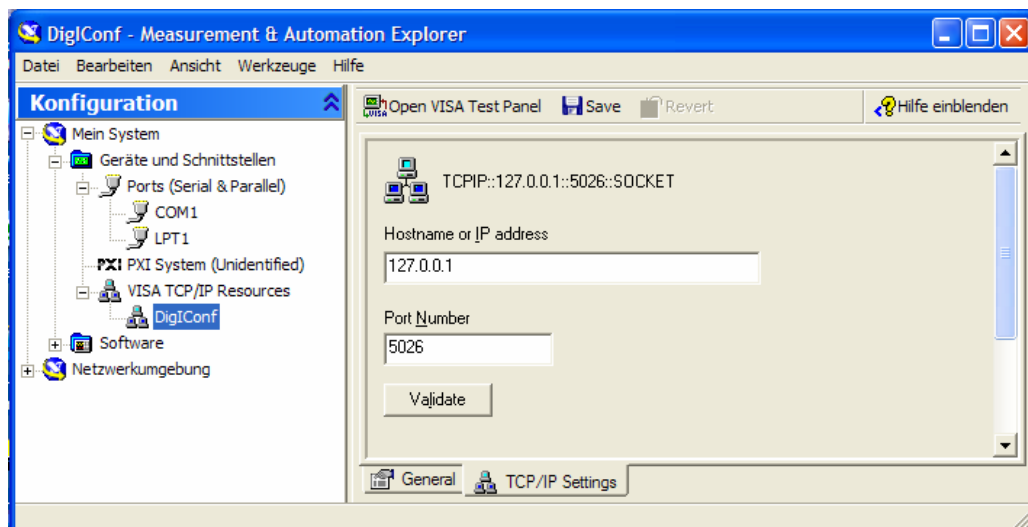 DigIConf - Measurement & Automation Explorer
Datei Bearbeiten Ansicht Werkzeuge Hilfe
Konfiguration
Mein System
Geräte und Schnittstellen
Ports (Serial & Parallel)
COM1
LPT1
PXI PXI System (Unidentified)
VISA TCP/IP Resources
DigIConf
Software
Netzwerkumgebung
VISA Open VISA Test Panel Save Revert Hilfe einblenden
TCPIP::127.0.0.1::5026::SOCKET
Hostname or IP address
127.0.0.1
Port Number
5026
Validate
General TCP/IP Settings